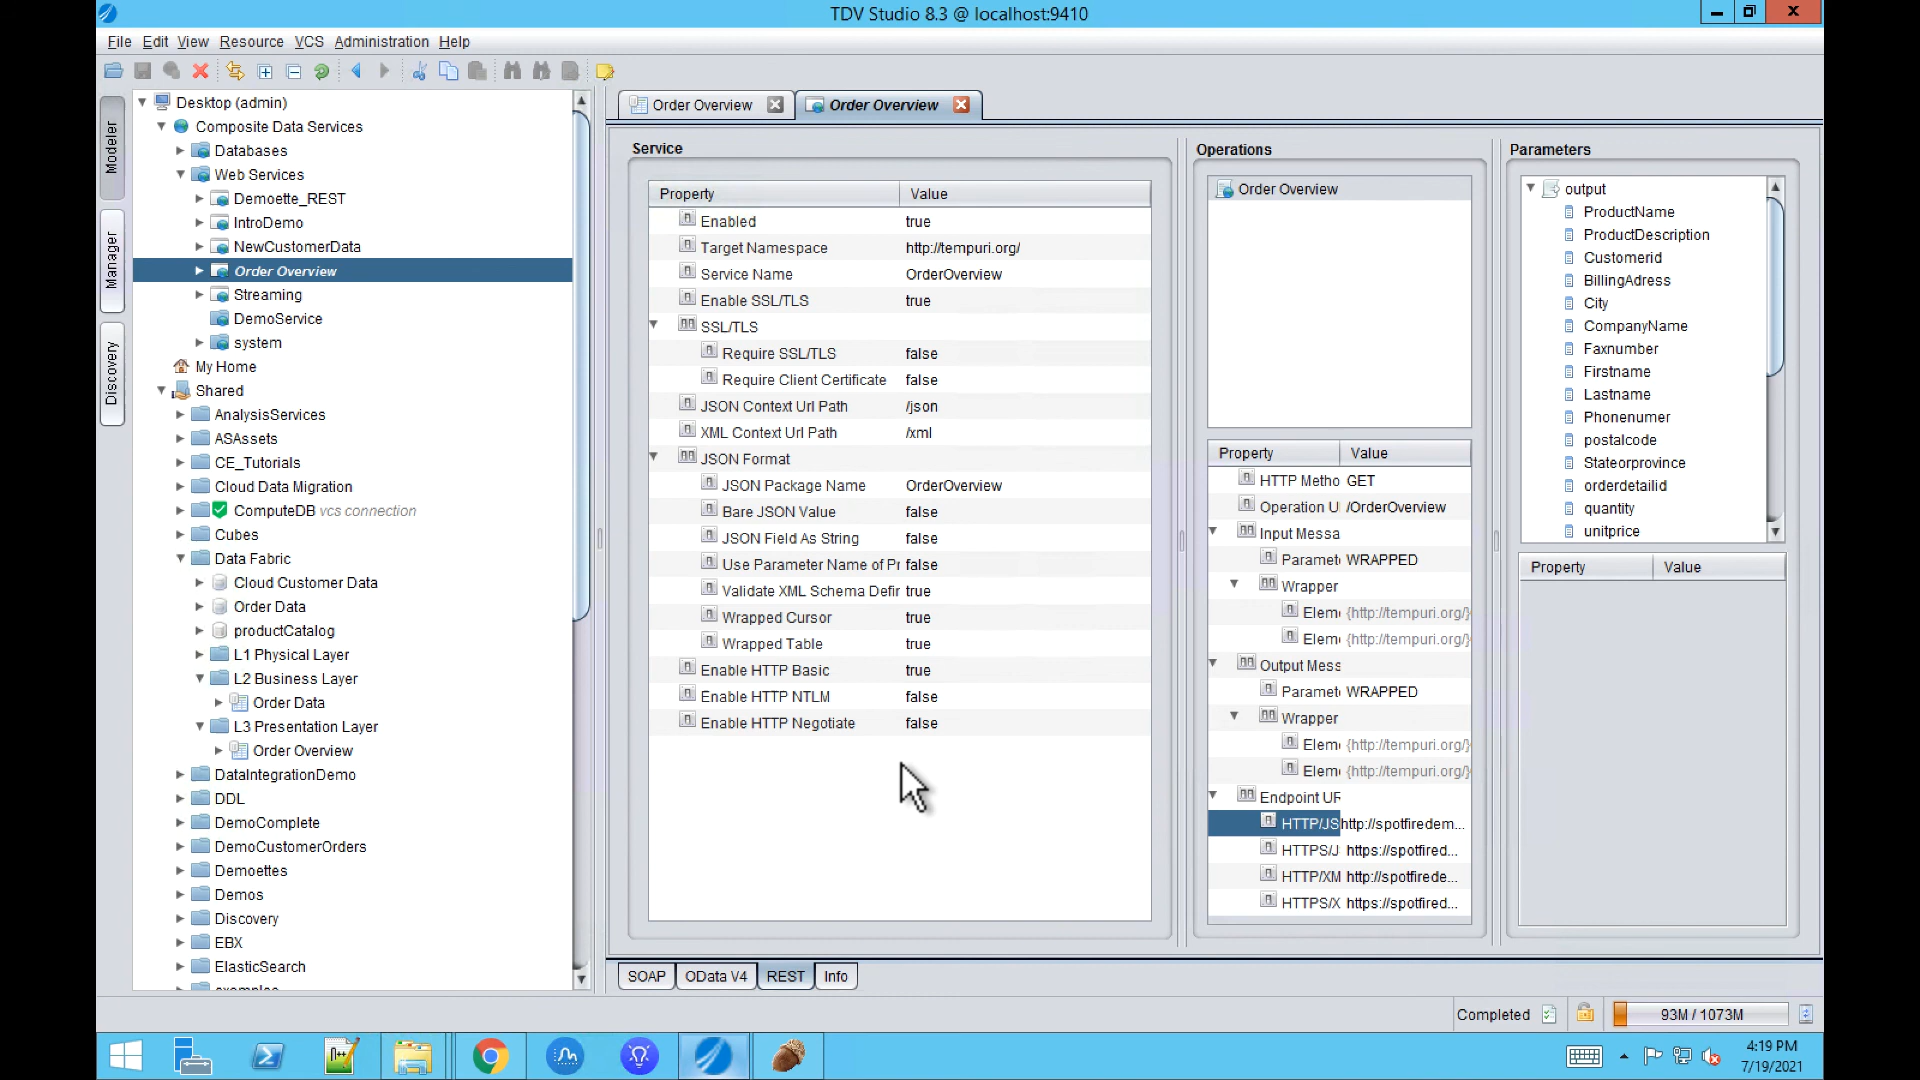 TDV Studio 8.3 @ localhost:9410
File Edit View Resource VCS Administration Help
Modeler
Manager
Discovery
Desktop (admin)
Composite Data Services
Databases
Web Services
Demoette_REST
IntroDemo
NewCustomerData
Order Overview
Streaming
DemoService
system
My Home
Shared
AnalysisServices
ASAssets
CE_Tutorials
Cloud Data Migration
ComputeDB vcs connection
Cubes
Data Fabric
Cloud Customer Data
Order Data
productCatalog
L1 Physical Layer
L2 Business Layer
Order Data
L3 Presentation Layer
Order Overview
DataIntegrationDemo
DDL
DemoComplete
DemoCustomerOrders
Demoettes
Demos
Discovery
EBX
ElasticSearch
Order Overview Order Overview
Service
Property Value
Enabled true
Target Namespace http://tempuri.org/
Service Name OrderOverview
Enable SSL/TLS true
SSL/TLS
Require SSL/TLS false
Require Client Certificate false
JSON Context Url Path /json
XML Context Url Path /xml
JSON Format
JSON Package Name OrderOverview
Bare JSON Value false
JSON Field As String false
Use Parameter Name of Pr false
Validate XML Schema Defir true
Wrapped Cursor true
Wrapped Table true
Enable HTTP Basic true
Enable HTTP NTLM false
Enable HTTP Negotiate false
SOAP OData V4 REST Info
Operations
Order Overview
Property Value
HTTP Metho GET
Operation U /OrderOverview
Input Messa
Paramet WRAPPED
Wrapper
Elem {http://tempuri.org/}
Elem {http://tempuri.org/}
Output Mess
Paramet WRAPPED
Wrapper
Elem {http://tempuri.org/}
Elem {http://tempuri.org/}
Endpoint UR
HTTP/JS http://spotfiredem...
HTTPS/J https://spotfired...
HTTP/XM http://spotfirede...
HTTPS/X https://spotfired...
Parameters
output
ProductName
ProductDescription
Customerid
BillingAdress
City
CompanyName
Faxnumber
Firstname
Lastname
Phonenumer
postalcode
Stateorprovince
orderdetailid
quantity
unitprice
Property Value
Completed 93M / 1073M
4:19 PM
7/19/2021